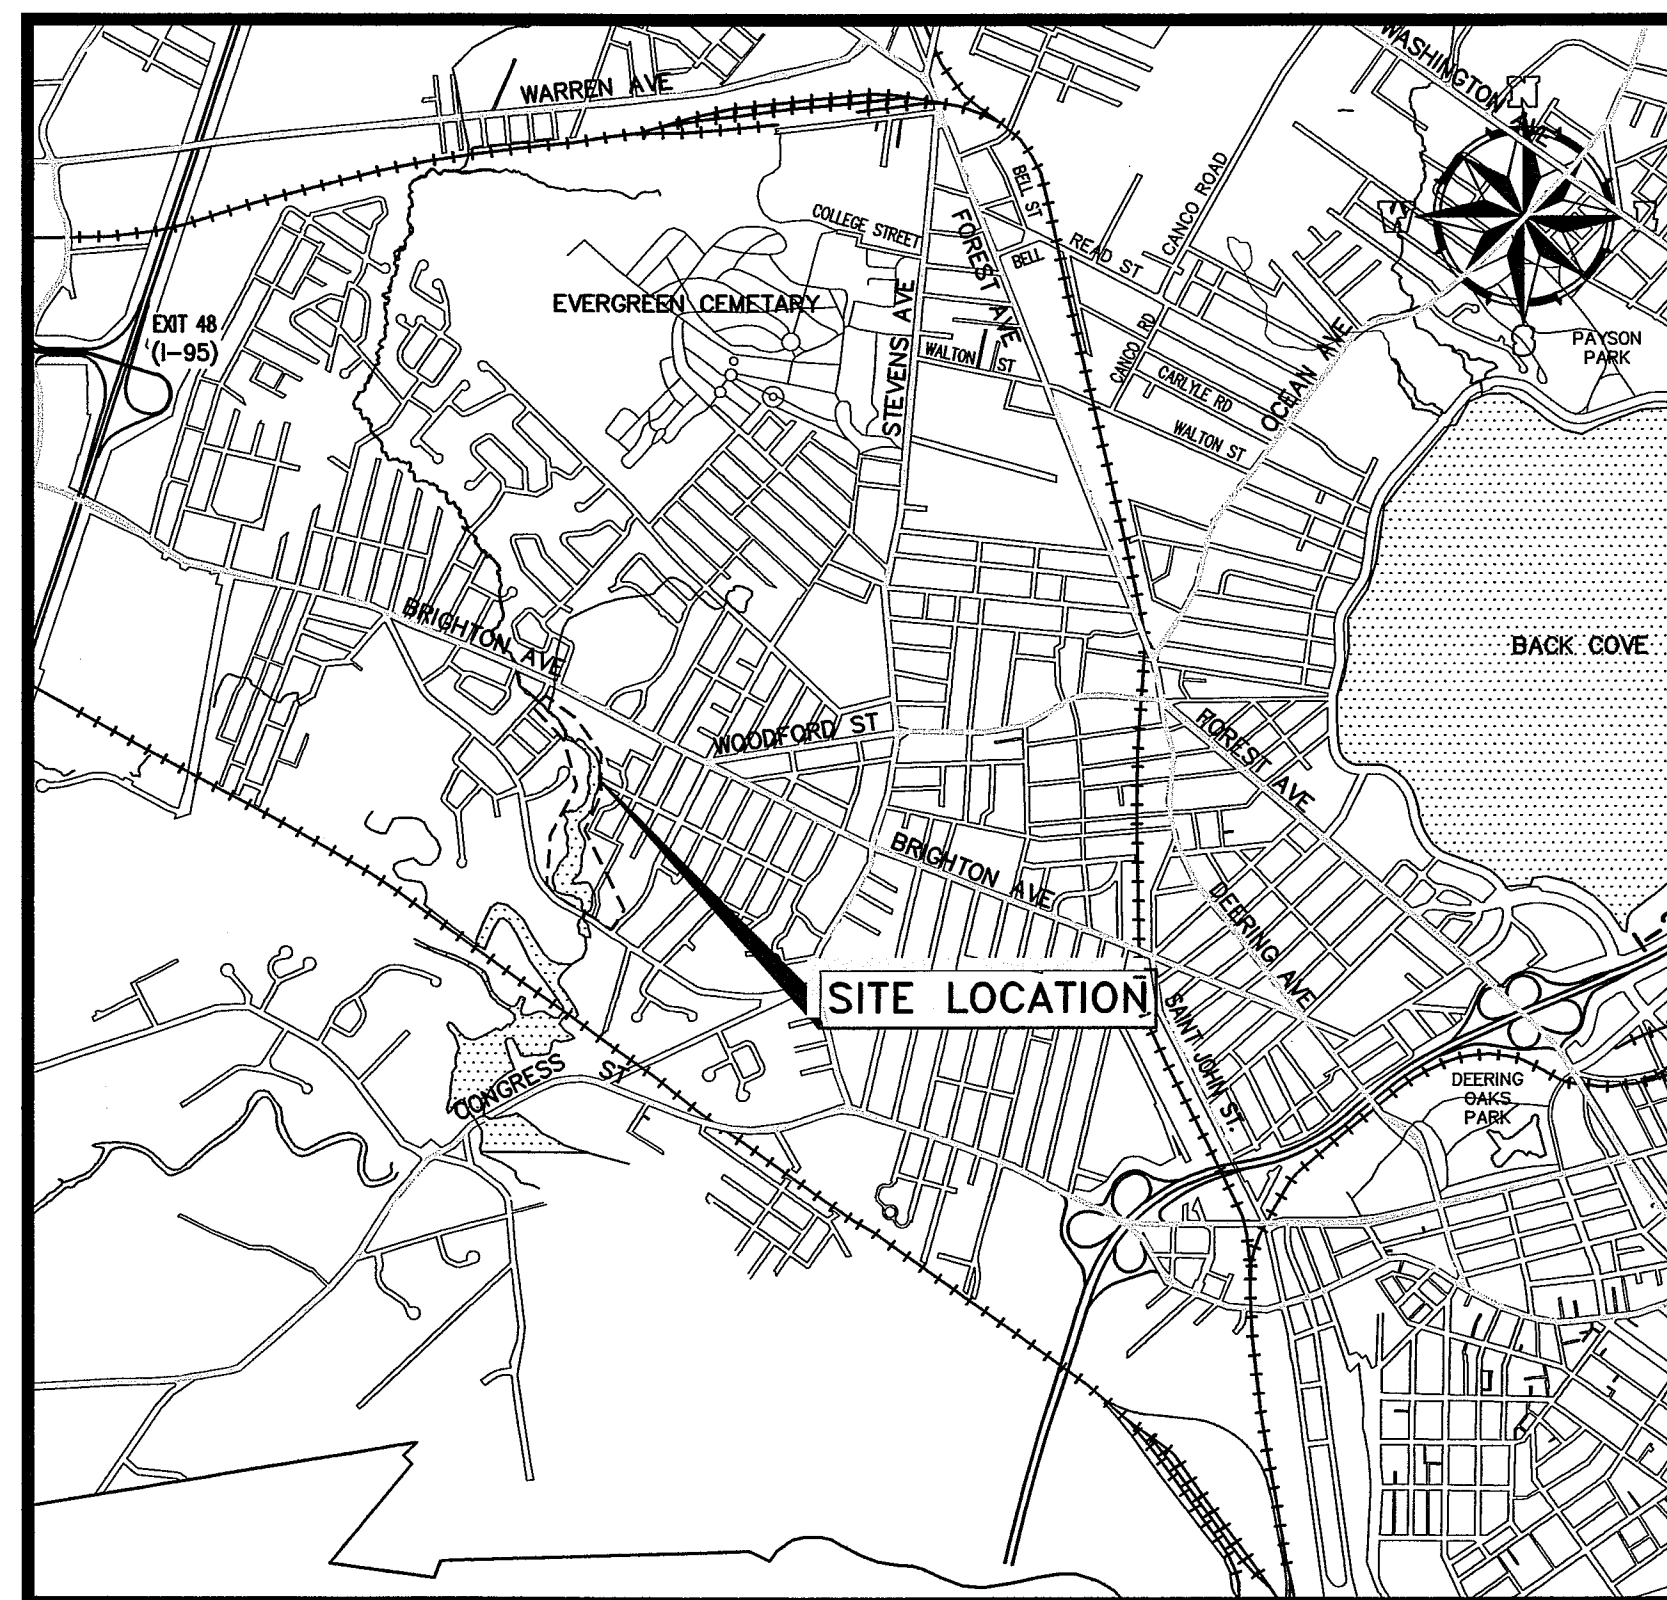 WASHINGTON AVE
N
WARREN AVE
BELL ST
CANCO ROAD
W
COLLEGE STREET
FOREST AVE
READ ST
BELL
EVERGREEN CEMETARY
STEVENS AVE
EXIT 48
(I-95)
CANCO RD
OCEAN AVE
S
PAYSON
PARK
WALTON ST
CARLYLE RD
WALTON ST
BRIGHTON AVE
BACK COVE
WOODFORD ST
FOREST AVE
BRIGHTON AVE
DEERING AVE
SITE LOCATION
SAINT JOHN ST.
CONGRESS ST
DEERING
OAKS
PARK